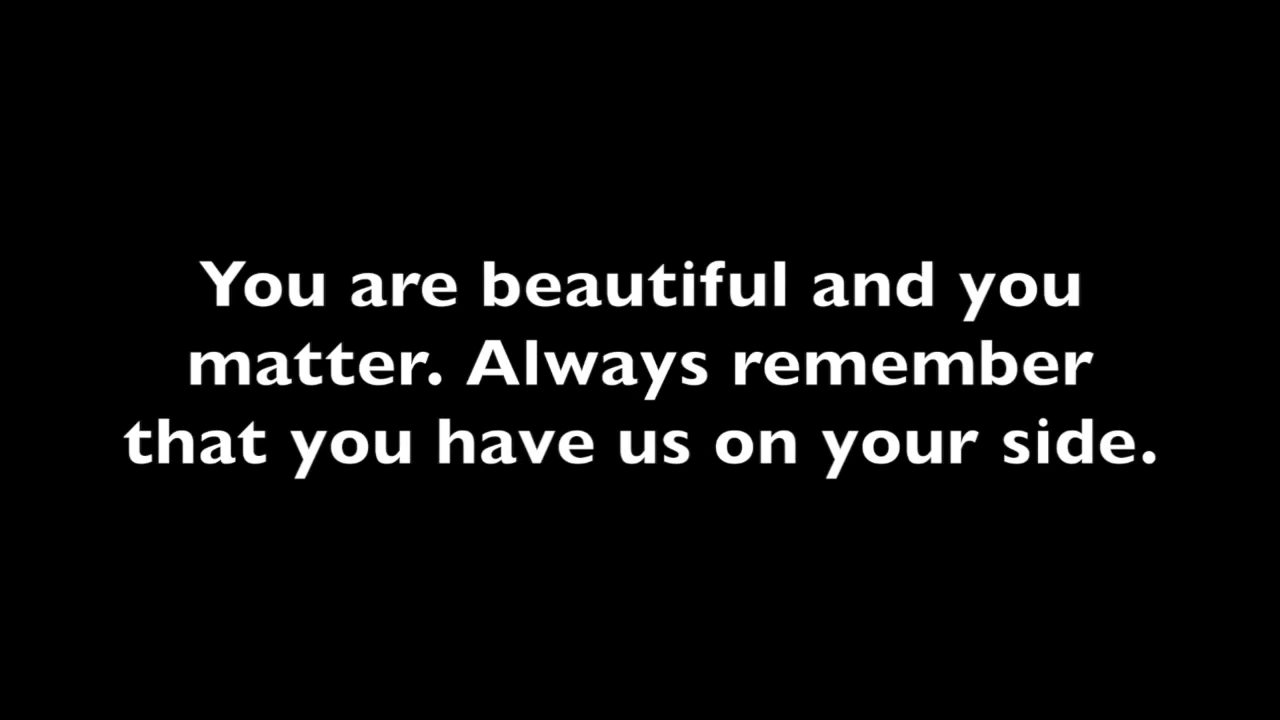 You are beautiful and you
matter. Always remember
that you have us on your side.